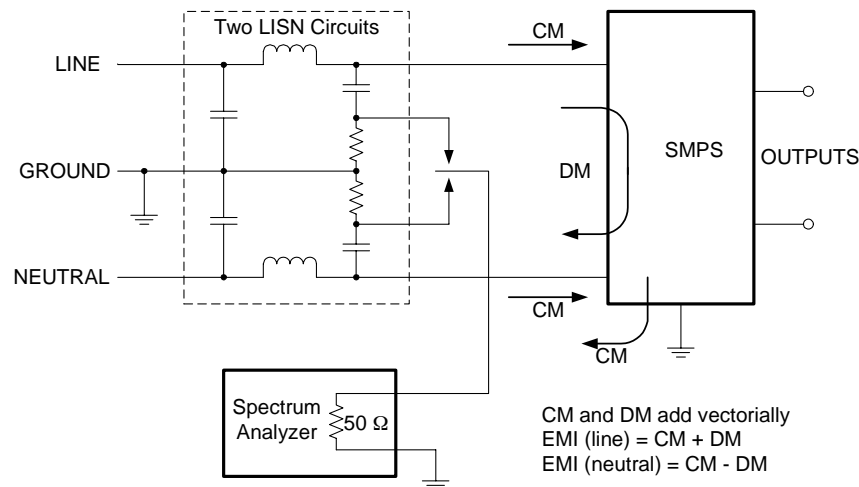 Two LISN Circuits
CM
LINE
GROUND
DM
SMPS
OUTPUTS
NEUTRAL
CM
CM
Spectrum
Analyzer
50 Ω
CM and DM add vectorially
EMI (line) = CM + DM
EMI (neutral) = CM - DM